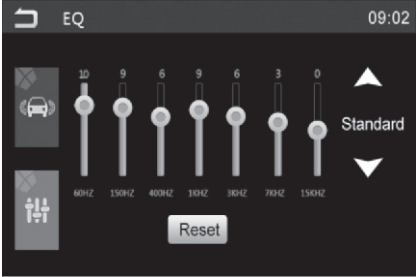 EQ 09:02
10 9 6 9 6 3 0
Standard
60HZ 150HZ 400HZ 1KHZ 3KHZ 7KHZ 15KHZ
Reset